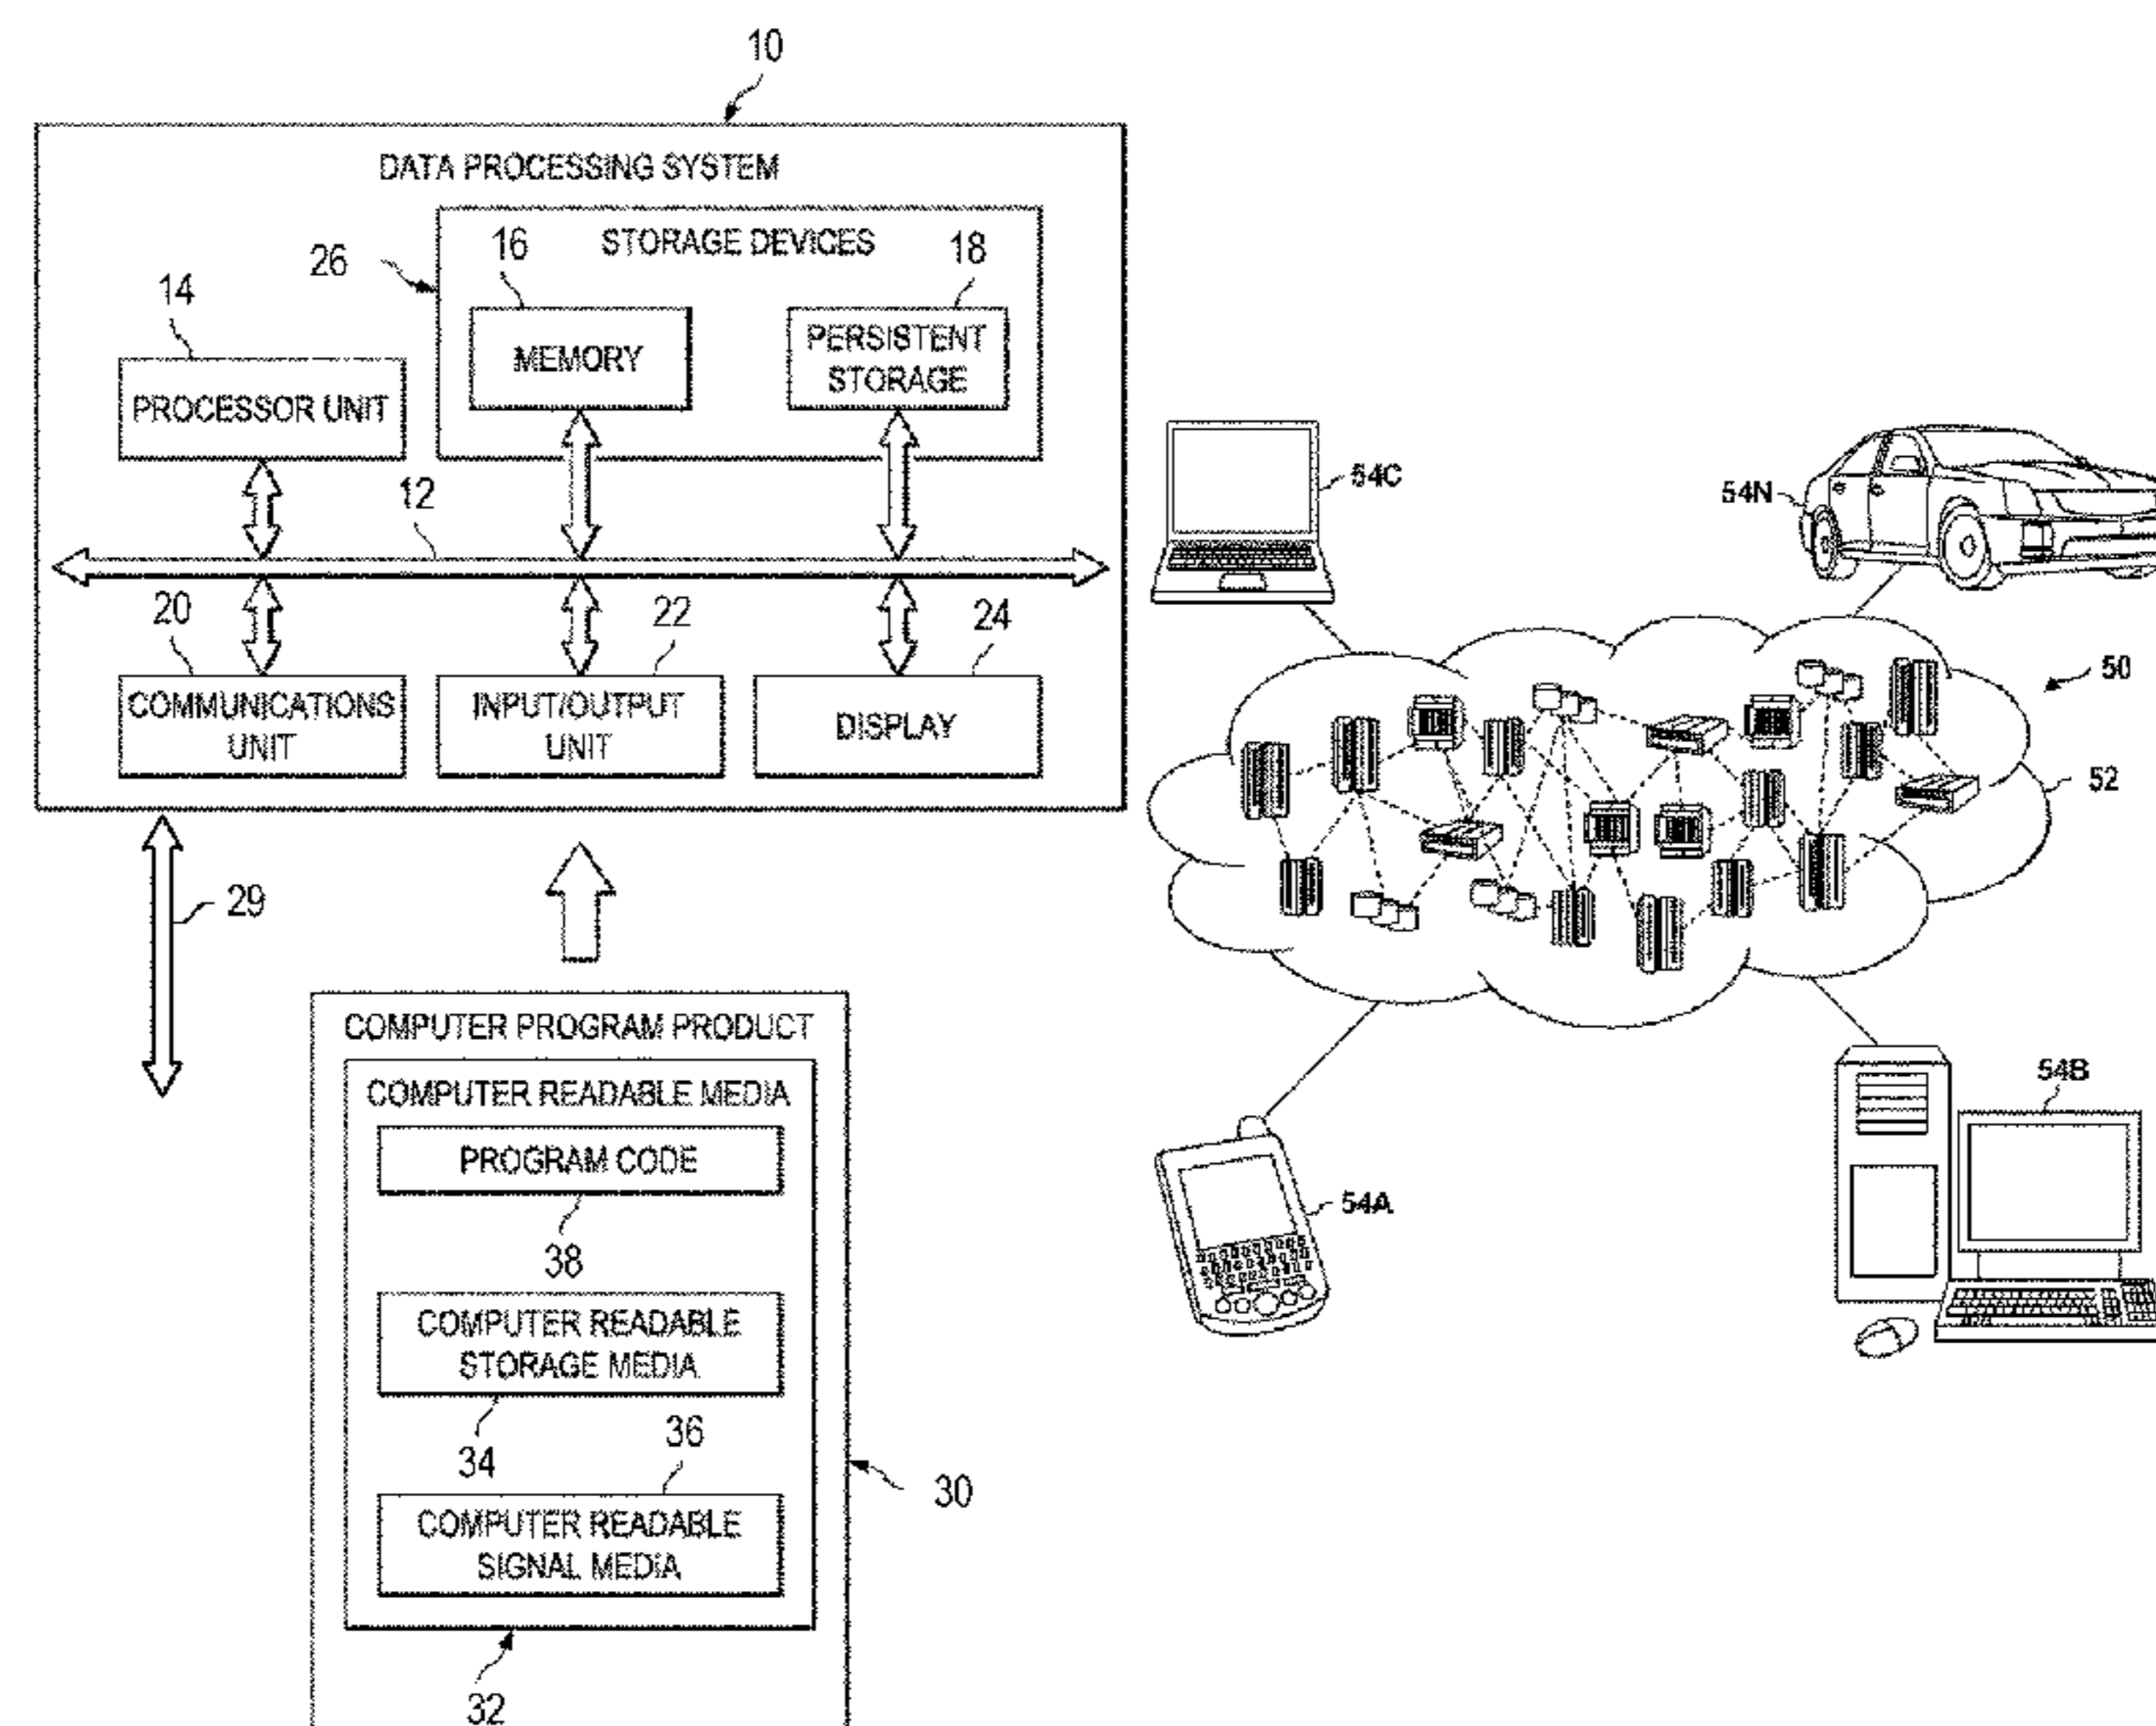 10
DATA PROCESSING SYSTEM
16
STORAGE DEVICES
18
26
14
MEMORY
PERSISTENT
STORAGE
PROCESSOR UNIT
12
20
22
24
COMMUNICATIONS
UNIT
INPUT/OUTPUT
UNIT
DISPLAY
29
COMPUTER PROGRAM PRODUCT
COMPUTER READABLE MEDIA
PROGRAM CODE
38
COMPUTER READABLE
STORAGE MEDIA
34
36
30
COMPUTER READABLE
SIGNAL MEDIA
32
54C
54N
50
52
54B
54A